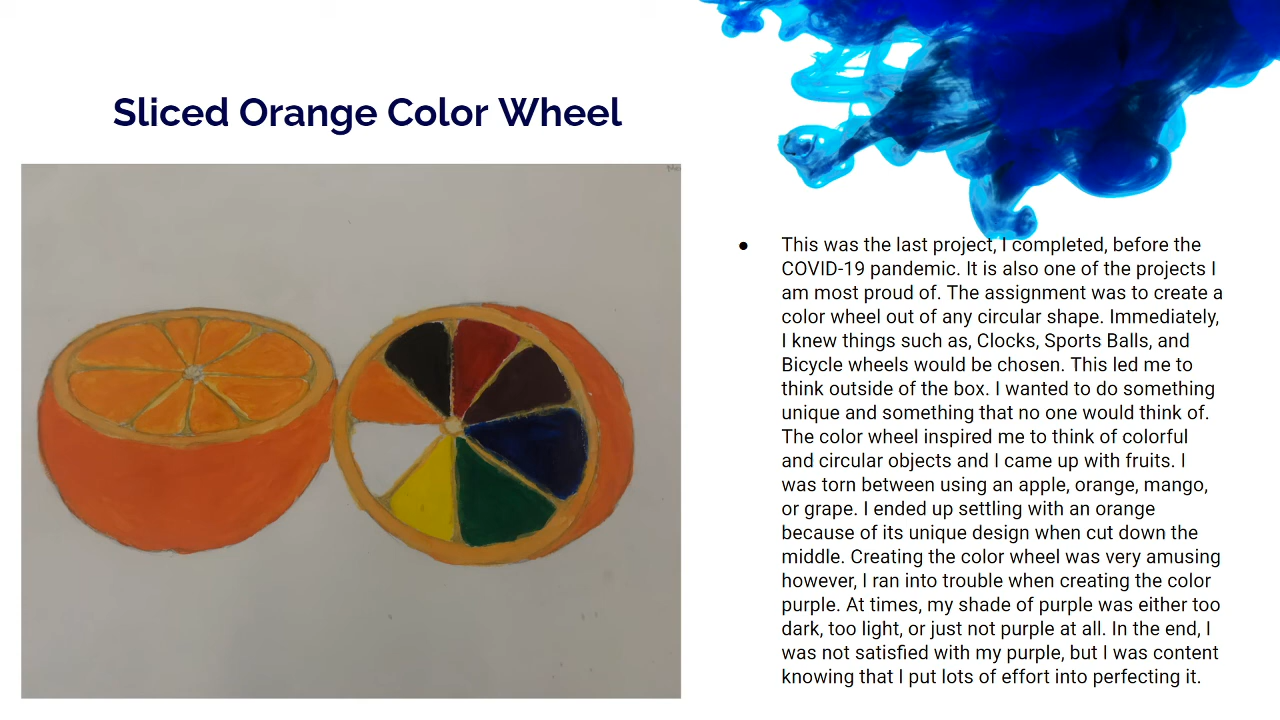 Sliced Orange Color Wheel
● This was the last project, I completed, before the
COVID-19 pandemic. It is also one of the projects I
am most proud of. The assignment was to create a
color wheel out of any circular shape. Immediately,
I knew things such as, Clocks, Sports Balls, and
Bicycle wheels would be chosen. This led me to
think outside of the box. I wanted to do something
unique and something that no one would think of.
The color wheel inspired me to think of colorful
and circular objects and I came up with fruits. I
was torn between using an apple, orange, mango,
or grape. I ended up settling with an orange
because of its unique design when cut down the
middle. Creating the color wheel was very amusing
however, I ran into trouble when creating the color
purple. At times, my shade of purple was either too
dark, too light, or just not purple at all. In the end, I
was not satisfied with my purple, but I was content
knowing that I put lots of effort into perfecting it.